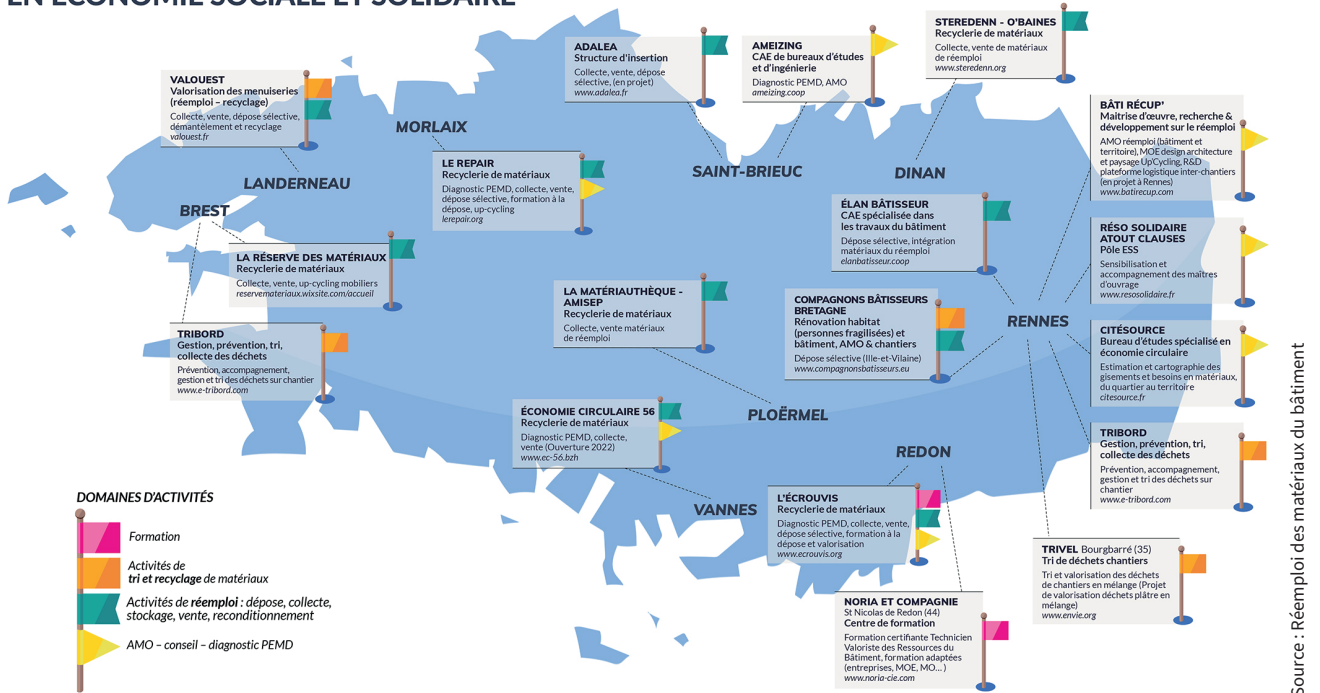 EN ÉCONOMIE SOCIALE ET SOLIDAIRE
VALOUEST
Valorisation des menuiseries
(réemploi – recyclage)
Collecte, vente, dépose sélective,
démantèlement et recyclage
valouest.fr
LANDERNEAU
MORLAIX
LE REPAIR
Recyclerie de matériaux
Diagnostic PEMD, collecte, vente,
dépose sélective, formation à la
dépose, up-cycling
lerepair.org
ADALEA
Structure d'insertion
Collecte, vente, dépose
sélective, (en projet)
www.adalea.fr
AMEIZING
CAE de bureaux d'études
et d'ingénierie
Diagnostic PEMD, AMO
ameizing.coop
SAINT-BRIEUC
STEREDENN - O'BAINES
Recyclerie de matériaux
Collecte, vente de matériaux
de réemploi
www.steredenn.org
DINAN
BÂTI RÉCUP'
Maitrise d'œuvre, recherche &
développement sur le réemploi
AMO réemploi (bâtiment et
territoire), MOE design architecture
et paysage Up'Cycling, R&D
plateforme logistique inter-chantiers
(en projet à Rennes)
www.batirecup.com
BREST
LA RÉSERVE DES MATÉRIAUX
Recyclerie de matériaux
Collecte, vente, up-cycling mobiliers
reservemateriaux.wixsite.com/accueil
TRIBORD
Gestion, prévention, tri,
collecte des déchets
Prévention, accompagnement,
gestion et tri des déchets sur chantier
www.e-tribord.com
ÉLAN BÂTISSEUR
CAE spécialisée dans
les travaux du bâtiment
Dépose sélective, intégration
matériaux du réemploi
elanbatisseur.coop
RÉSO SOLIDAIRE
ATOUT CLAUSES
Pôle ESS
Sensibilisation et
accompagnement des maîtres
d'ouvrage
www.resosolidaire.fr
LA MATÉRIAUTHÈQUE -
AMISEP
Recyclerie de matériaux
Collecte, vente matériaux
de réemploi
COMPAGNONS BÂTISSEURS
BRETAGNE
Rénovation habitat
(personnes fragilisées) et
bâtiment, AMO & chantiers
Dépose sélective (Ille-et-Vilaine)
www.compagnonsbatisseurs.eu
RENNES
CITÉSOURCE
Bureau d'études spécialisé en
économie circulaire
Estimation et cartographie des
gisements et besoins en matériaux,
du quartier au territoire
citesource.fr
ÉCONOMIE CIRCULAIRE 56
Recyclerie de matériaux
Diagnostic PEMD, collecte,
vente (Ouverture 2022)
www.ec-56.bzh
PLOËRMEL
TRIBORD
Gestion, prévention, tri,
collecte des déchets
Prévention, accompagnement,
gestion et tri des déchets sur
chantier
www.e-tribord.com
REDON
VANNES
L'ÉCROUVIS
Recyclerie de matériaux
Diagnostic PEMD, collecte, vente,
dépose sélective, formation à la
dépose et valorisation
www.ecrouvis.org
TRIVEL Bourgbarré (35)
Tri de déchets chantiers
Tri et valorisation des déchets
de chantiers en mélange (Projet
de valorisation déchets plâtre en
mélange)
www.envie.org
NORIA ET COMPAGNIE
St Nicolas de Redon (44)
Centre de formation
Formation certifiante Technicien
Valoriste des Ressources du
Bâtiment, formation adaptées
(entreprises, MOE, MO... )
www.noria-cie.com
DOMAINES D'ACTIVITÉS
Formation
Activités de
tri et recyclage de matériaux
Activités de réemploi : dépose, collecte,
stockage, vente, reconditionnement
AMO – conseil – diagnostic PEMD
Source : Réemploi des matériaux du bâtiment